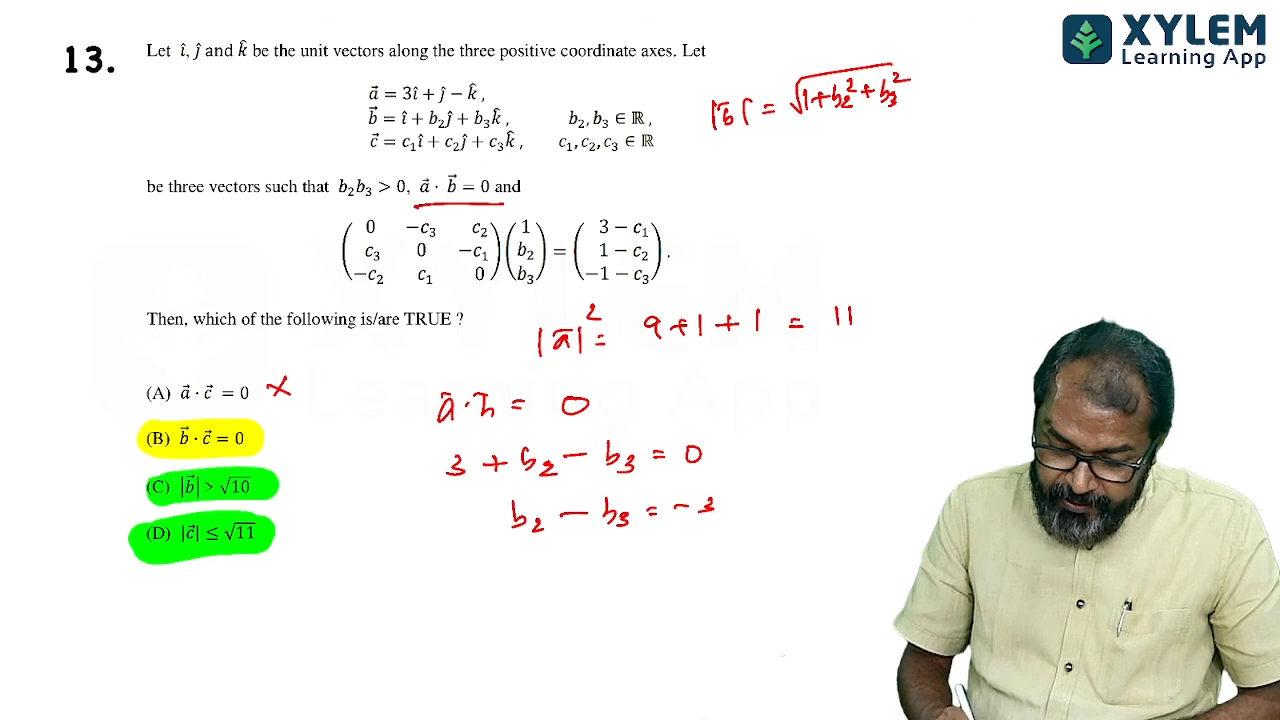 XYLEM
Learning App
13. Let î, ĵ and k̂ be the unit vectors along the three positive coordinate axes. Let
a⃗ = 3î + ĵ − k̂ ,
b⃗ = î + b₂ĵ + b₃k̂ , b₂, b₃ ∈ ℝ ,
c⃗ = c₁î + c₂ĵ + c₃k̂ , c₁, c₂, c₃ ∈ ℝ
|b̄| = √1+b₂²+b₃²
be three vectors such that b₂b₃ > 0, a⃗ · b⃗ = 0 and
( 0 −c₃ c₂ ) ( 1 ) = ( 3 − c₁ )
( c₃ 0 −c₁ ) ( b₂ ) = ( 1 − c₂ )
( −c₂ c₁ 0 ) ( b₃ ) = ( −1 − c₃ ) .
Then, which of the following is/are TRUE ?
|ā|² = 9+1+1 = 11
(A) a⃗ · c⃗ = 0 ×
(B) b⃗ · c⃗ = 0
(C) |b⃗| > √10
(D) |c⃗| ≤ √11
ā·b̄ = 0
3 + b₂ − b₃ = 0
b₂ − b₃ = −3
XYLEM
Learning App